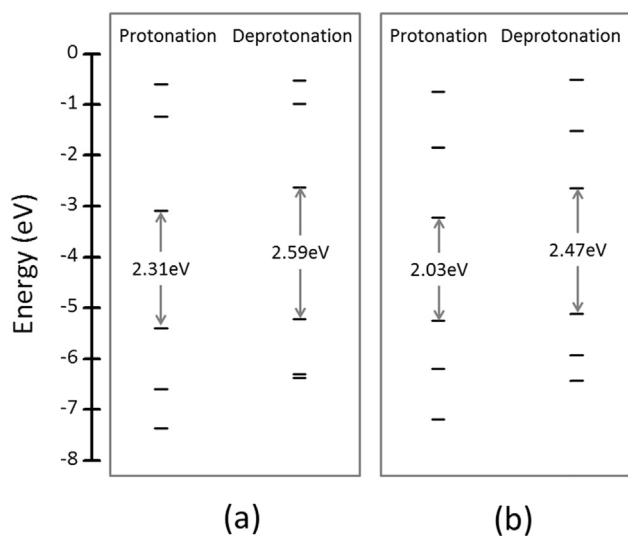 Protonation Deprotonation Protonation Deprotonation
0
-1
-2
-3
-4
-5
-6
-7
-8
Energy (eV)
2.31eV
2.59eV
2.03eV
2.47eV
(a) (b)